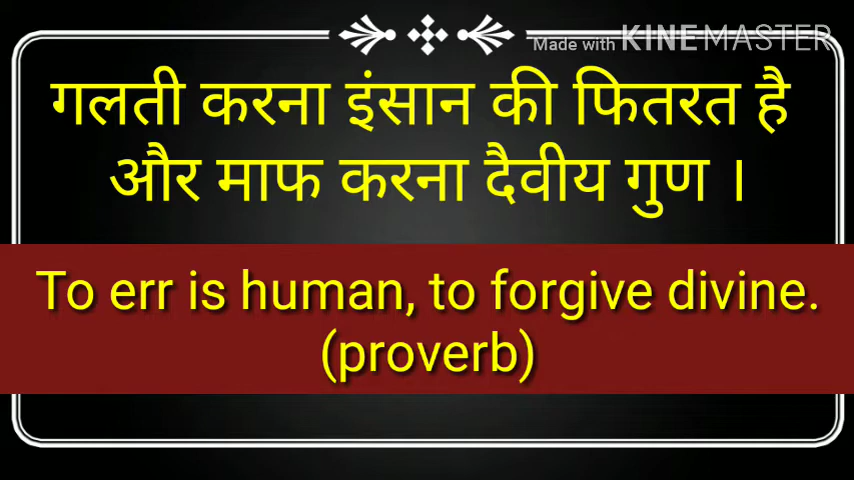 Made with KINEMASTER
गलती करना इंसान की फितरत है
और माफ करना दैवीय गुण ।
To err is human, to forgive divine.
(proverb)